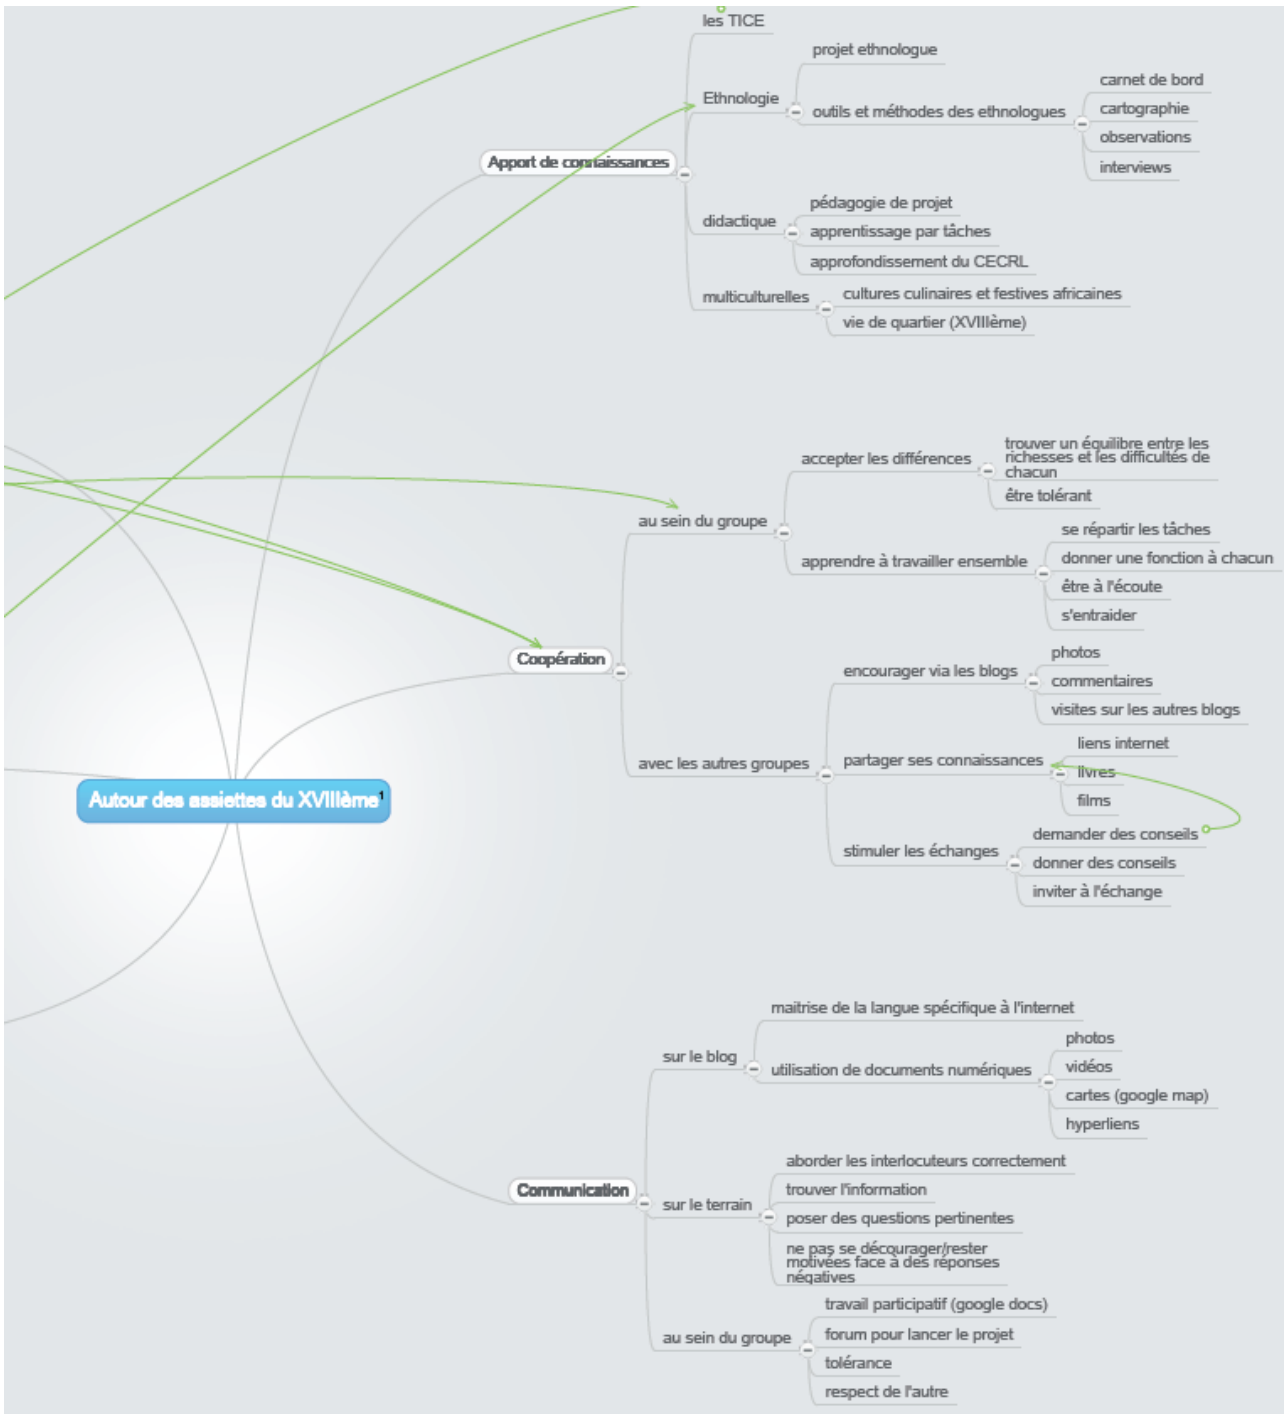 les TICE
projet ethnologue
Ethnologie
outils et méthodes des ethnologues
carnet de bord
cartographie
observations
interviews
Apport de connaissances
didactique
pédagogie de projet
apprentissage par tâches
approfondissement du CECRL
multiculturelles
cultures culinaires et festives africaines
vie de quartier (XVIIIème)
accepter les différences
trouver un équilibre entre les
richesses et les difficultés de
chacun
être tolérant
au sein du groupe
apprendre à travailler ensemble
se répartir les tâches
donner une fonction à chacun
être à l'écoute
s'entraider
Coopération
encourager via les blogs
photos
commentaires
visites sur les autres blogs
avec les autres groupes
partager ses connaissances
liens internet
livres
films
Autour des assiettes du XVIIIème¹
stimuler les échanges
demander des conseils
donner des conseils
inviter à l'échange
maitrise de la langue spécifique à l'internet
sur le blog
utilisation de documents numériques
photos
vidéos
cartes (google map)
hyperliens
Communication
sur le terrain
aborder les interlocuteurs correctement
trouver l'information
poser des questions pertinentes
ne pas se décourager/rester
motivées face à des réponses
négatives
au sein du groupe
travail participatif (google docs)
forum pour lancer le projet
tolérance
respect de l'autre